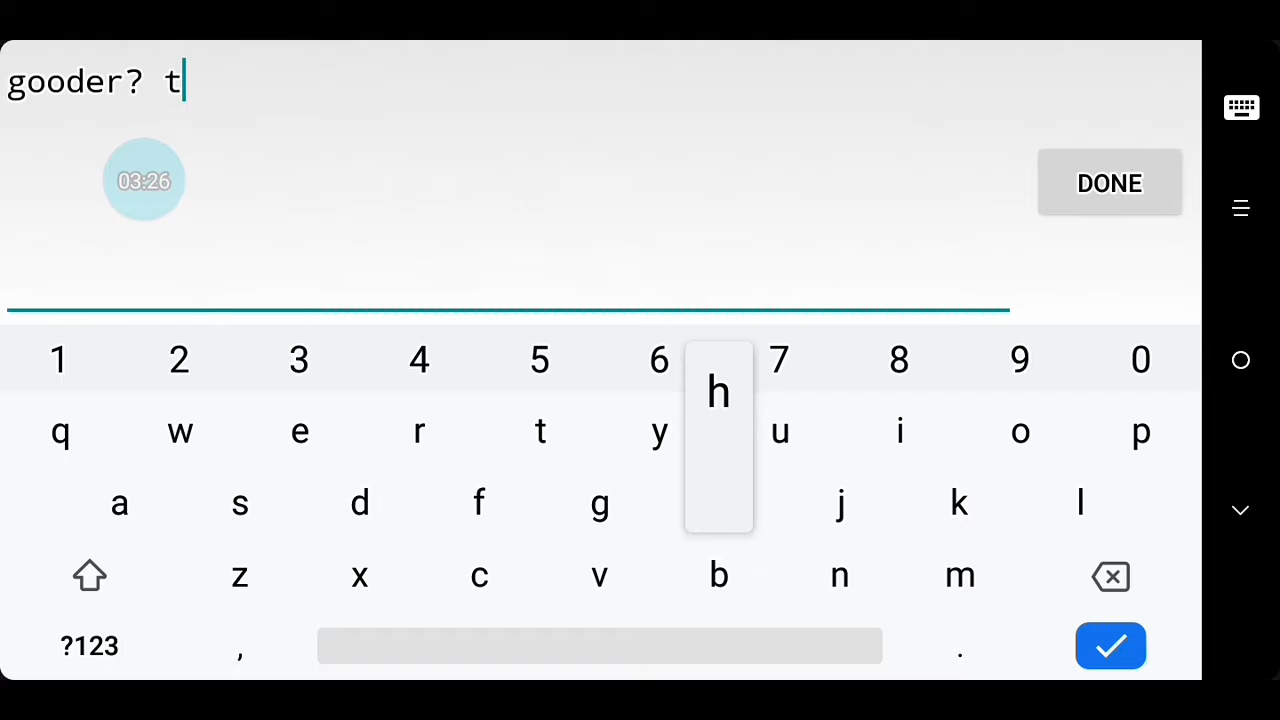 gooder? t
03:26
DONE
1 2 3 4 5 6 7 8 9 0
h
q w e r t y u i o p
a s d f g j k l
z x c v b n m
?123 , .